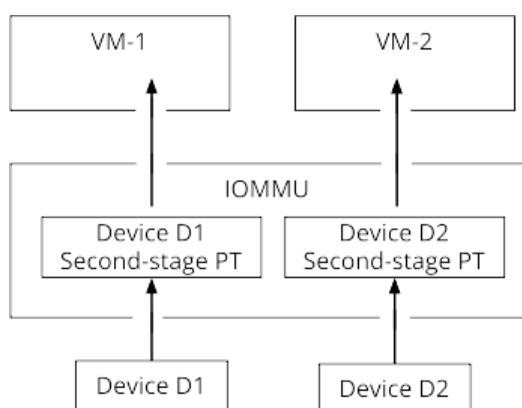 VM-1
VM-2
IOMMU
Device D1
Second-stage PT
Device D2
Second-stage PT
Device D1
Device D2